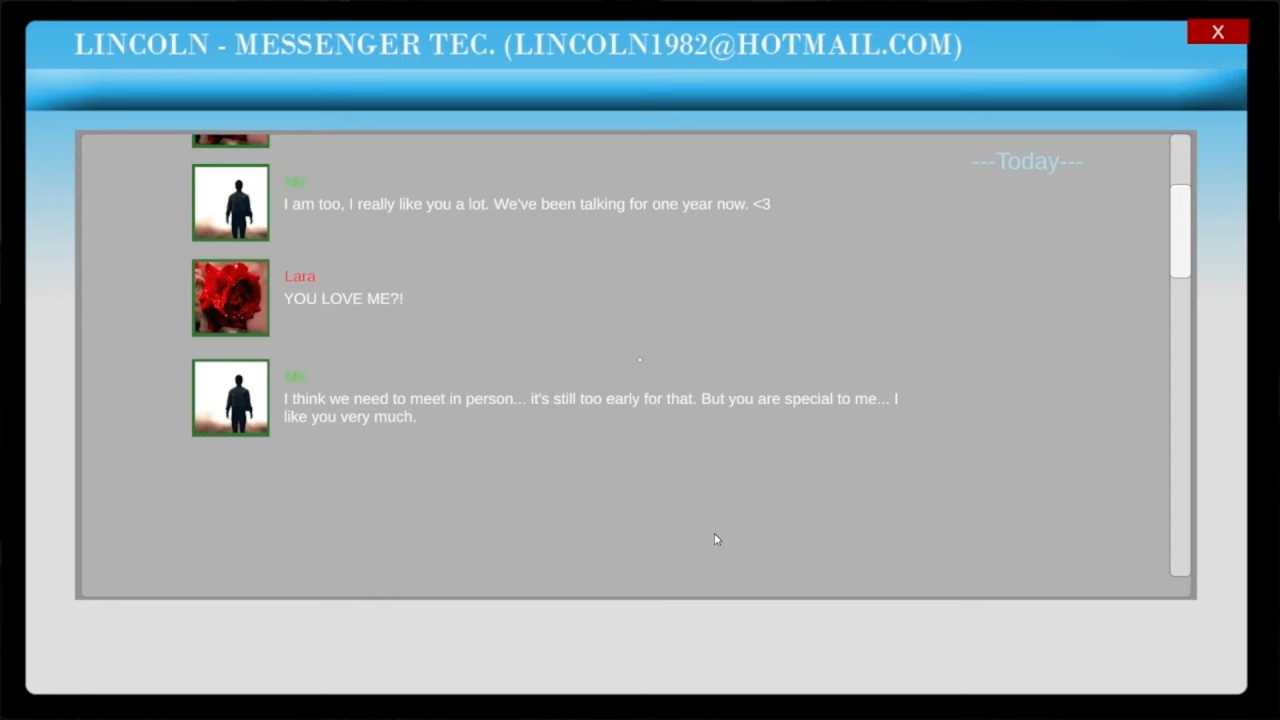 LINCOLN - MESSENGER TEC. (LINCOLN1982@HOTMAIL.COM)
X
---Today---
Me
I am too, I really like you a lot. We've been talking for one year now. <3
Lara
YOU LOVE ME?!
Me
I think we need to meet in person... it's still too early for that. But you are special to me... I
like you very much.